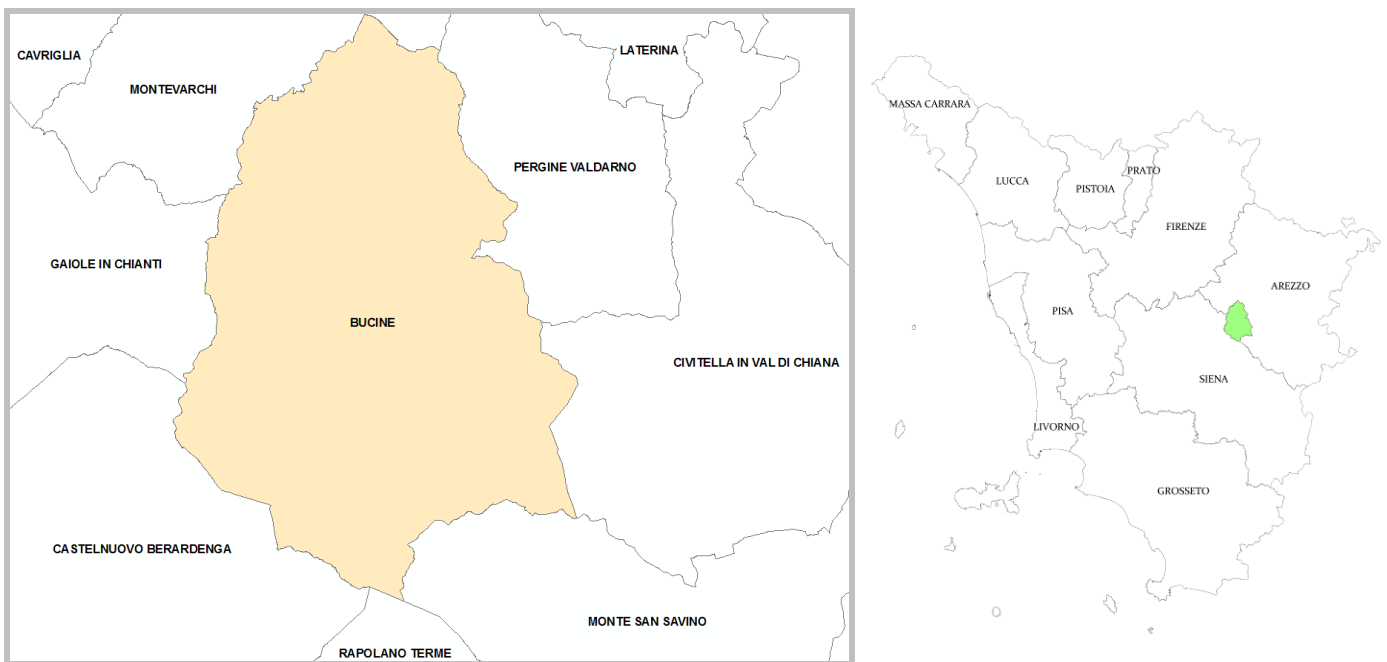 CAVRIGLIA
LATERINA
MONTEVARCHI
PERGINE VALDARNO
GAIOLE IN CHIANTI
BUCINE
CIVITELLA IN VAL DI CHIANA
CASTELNUOVO BERARDENGA
MONTE SAN SAVINO
RAPOLANO TERME
MASSA CARRARA
LUCCA
PISTOIA
PRATO
FIRENZE
AREZZO
PISA
SIENA
LIVORNO
GROSSETO